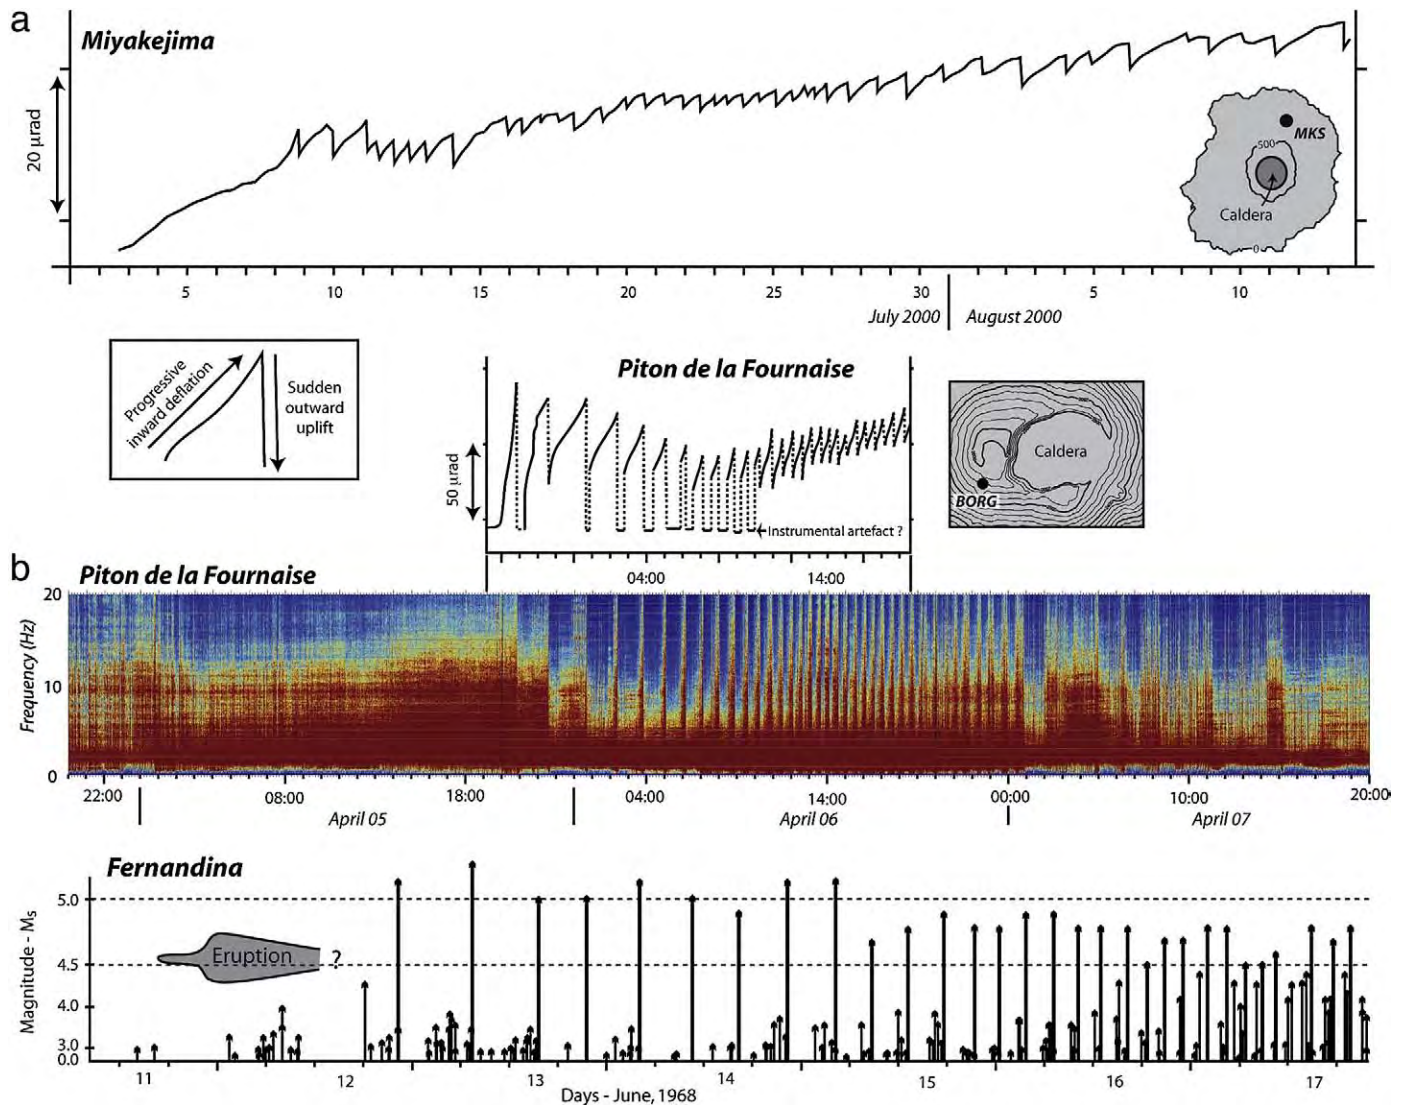 a
Miyakejima
20 µrad
MKS
500
Caldera
0
5 10 15 20 25 30 5 10
July 2000 August 2000
Progressive
inward deflation
Sudden
outward
uplift
Piton de la Fournaise
50 µrad
Instrumental artefact ?
04:00 14:00
Caldera
BORG
b
Piton de la Fournaise
Frequency (Hz)
20
10
0
22:00 08:00 18:00 04:00 14:00 00:00 10:00 20:00
April 05 April 06 April 07
Fernandina
Magnitude - Ms
5.0
4.5
4.0
3.0
0.0
Eruption ?
11 12 13 14 15 16 17
Days - June, 1968